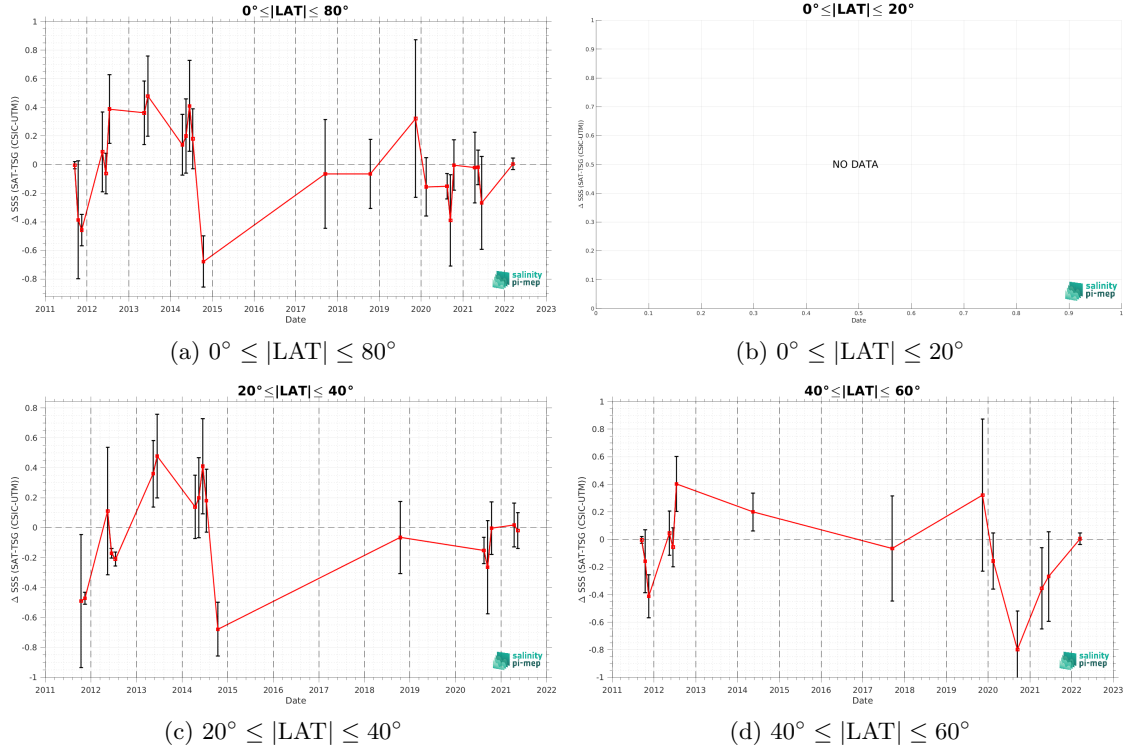 0°≤|LAT|≤ 80°
Δ SSS (SAT-TSG (CSIC-UTM))
1
0.8
0.6
0.4
0.2
0
-0.2
-0.4
-0.6
-0.8
2011 2012 2013 2014 2015 2016 2017 2018 2019 2020 2021 2022 2023
Date
salinity
pi-mep
(a) 0° ≤ |LAT| ≤ 80°
0°≤|LAT|≤ 20°
Δ SSS (SAT-TSG (CSIC-UTM))
1
0.9
0.8
0.7
0.6
0.5
0.4
0.3
0.2
0.1
0
NO DATA
0 0.1 0.2 0.3 0.4 0.5 0.6 0.7 0.8 0.9 1
Date
salinity
pi-mep
(b) 0° ≤ |LAT| ≤ 20°
20°≤|LAT|≤ 40°
Δ SSS (SAT-TSG (CSIC-UTM))
0.8
0.6
0.4
0.2
0
-0.2
-0.4
-0.6
-0.8
-1
2011 2012 2013 2014 2015 2016 2017 2018 2019 2020 2021 2022
Date
salinity
pi-mep
(c) 20° ≤ |LAT| ≤ 40°
40°≤|LAT|≤ 60°
Δ SSS (SAT-TSG (CSIC-UTM))
1
0.8
0.6
0.4
0.2
0
-0.2
-0.4
-0.6
-0.8
-1
2011 2012 2013 2014 2015 2016 2017 2018 2019 2020 2021 2022 2023
Date
salinity
pi-mep
(d) 40° ≤ |LAT| ≤ 60°